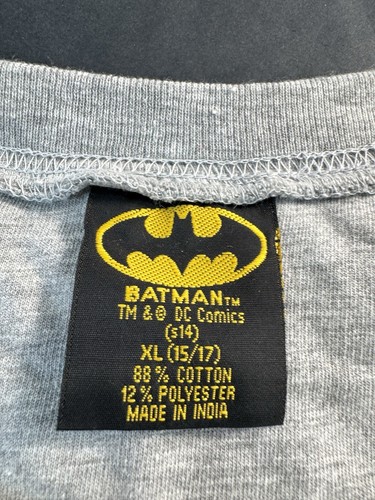 BATMAN™
TM & © DC Comics
(s14)
XL (15/17)
88% COTTON
12% POLYESTER
MADE IN INDIA